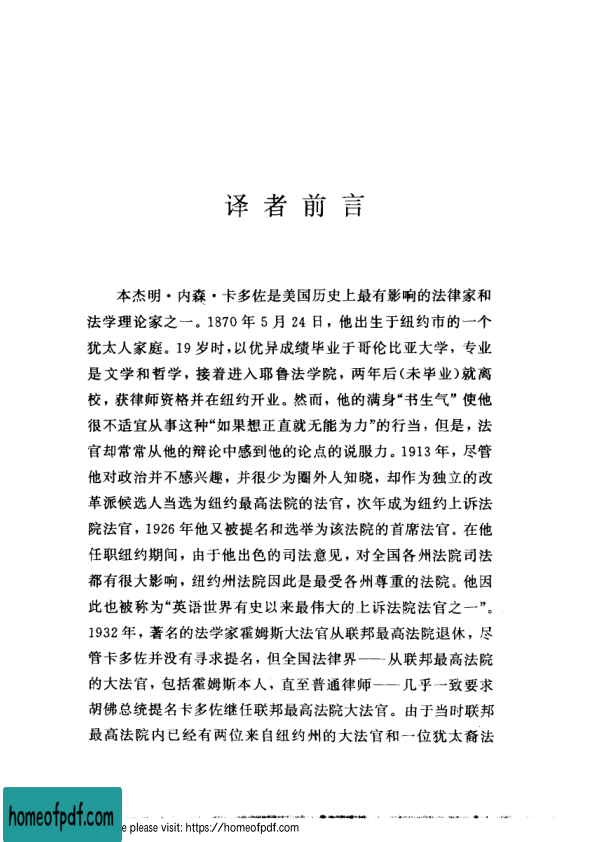 译者前言
本杰明·内森·卡多佐是美国历史上最有影响的法律家和
法学理论家之一。1870年5月24日，他出生于纽约市的一个
犹太人家庭。19岁时，以优异成绩毕业于哥伦比亚大学，专业
是文学和哲学，接着进入耶鲁法学院，两年后(未毕业)就离
校，获律师资格并在纽约开业。然而，他的满身“书生气”使他
很不适宜从事这种“如果想正直就无能为力”的行当，但是，法
官却常常从他的辩论中感到他的论点的说服力。1913年，尽管
他对政治并不感兴趣，并很少为圈外人知晓，却作为独立的改
革派候选人当选为纽约最高法院的法官，次年成为纽约上诉法
院法官，1926年他又被提名和选举为该法院的首席法官。在他
任职纽约期间，由于他出色的司法意见，对全国各州法院司法
都有很大影响，纽约州法院因此是最受各州尊重的法院。他因
此也被称为“英语世界有史以来最伟大的上诉法院法官之一”。
1932年，著名的法学家霍姆斯大法官从联邦最高法院退休，尽
管卡多佐并没有寻求提名，但全国法律界——从联邦最高法院
的大法官，包括霍姆斯本人，直至普通律师——几乎一致要求
胡佛总统提名卡多佐继任联邦最高法院大法官。由于当时联邦
最高法院内已经有两位来自纽约州的大法官和一位犹太裔法
homeofpdf.com
e please visit: https://homeofpdf.com